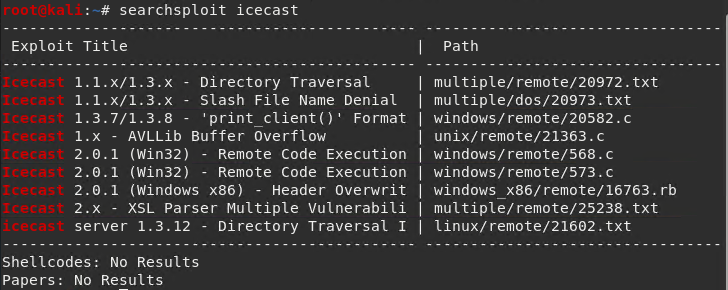 root@kali:~# searchsploit icecast
---------------------------------------------- ---------------------------------
 Exploit Title                                |  Path
---------------------------------------------- ---------------------------------
Icecast 1.1.x/1.3.x - Directory Traversal     | multiple/remote/20972.txt
Icecast 1.1.x/1.3.x - Slash File Name Denial  | multiple/dos/20973.txt
Icecast 1.3.7/1.3.8 - 'print_client()' Format | windows/remote/20582.c
Icecast 1.x - AVLLib Buffer Overflow          | unix/remote/21363.c
Icecast 2.0.1 (Win32) - Remote Code Execution | windows/remote/568.c
Icecast 2.0.1 (Win32) - Remote Code Execution | windows/remote/573.c
Icecast 2.0.1 (Windows x86) - Header Overwrit | windows_x86/remote/16763.rb
Icecast 2.x - XSL Parser Multiple Vulnerabili | multiple/remote/25238.txt
icecast server 1.3.12 - Directory Traversal I | linux/remote/21602.txt
---------------------------------------------- ---------------------------------
Shellcodes: No Results
Papers: No Results